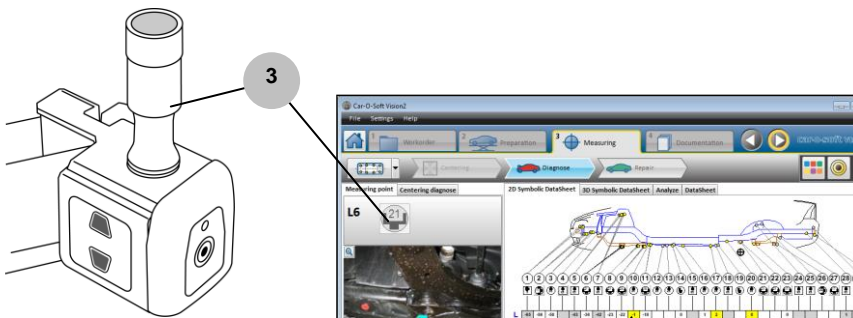 3
Car-O-Soft Vision2
File Settings Help
1 Workorder 2 Preparation 3 Measuring 4 Documentation
Centering Diagnose Repair
Measuring point Centering diagnose 2D Symbolic DataSheet 3D Symbolic DataSheet Analyze DataSheet
L6 21
1 2 3 4 5 6 7 8 9 10 11 12 13 14 15 16 17 18 19 20 21 22 23 24 25 26 27 28
L